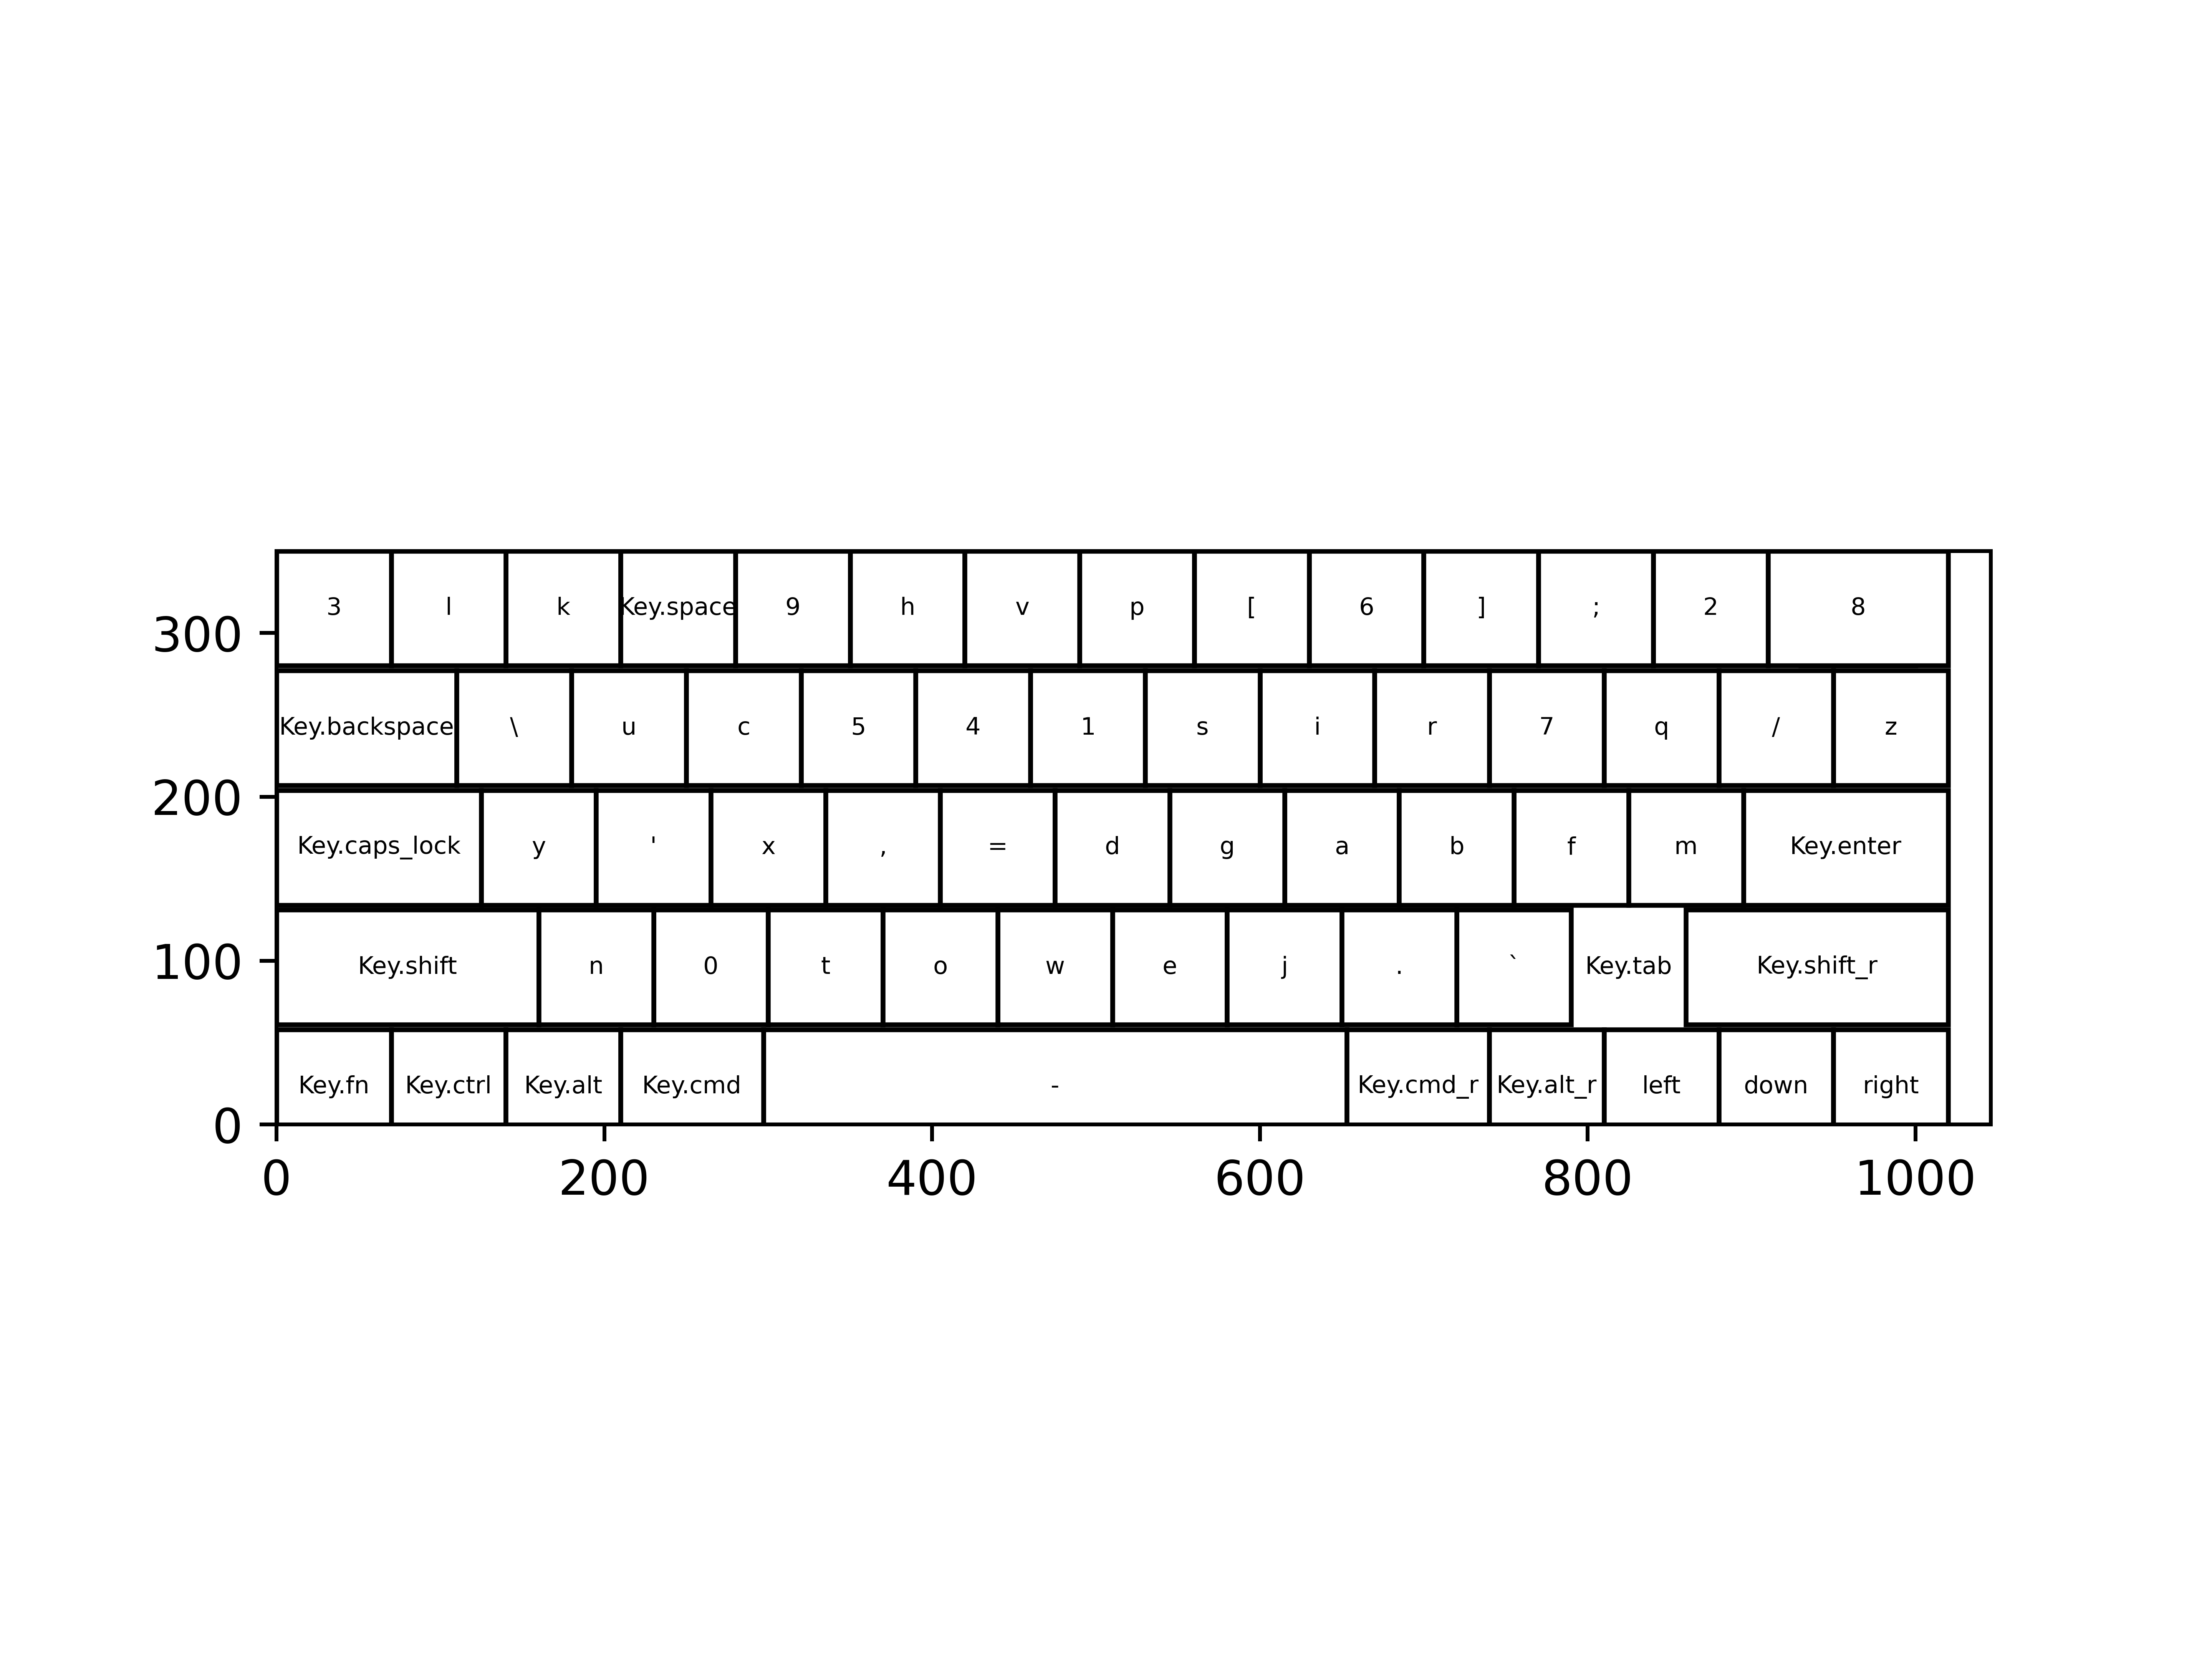 3 l k Key.space 9 h v p [ 6 ] ; 2 8
300
Key.backspace \ u c 5 4 1 s i r 7 q / z
200
Key.caps_lock y ' x , = d g a b f m Key.enter
100
Key.shift n 0 t o w e j . ` Key.tab Key.shift_r
Key.fn Key.ctrl Key.alt Key.cmd - Key.cmd_r Key.alt_r left down right
0
0 200 400 600 800 1000